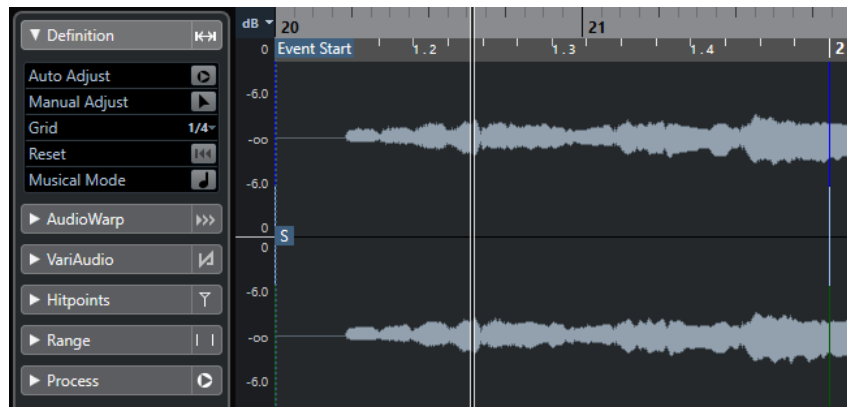 Definition
Auto Adjust
Manual Adjust
Grid 1/4
Reset
Musical Mode
AudioWarp
VariAudio
Hitpoints
Range
Process
dB 20 21
0 Event Start 1.2 1.3 1.4 2
-6.0
-oo
-6.0
0
S
0
-6.0
-oo
-6.0